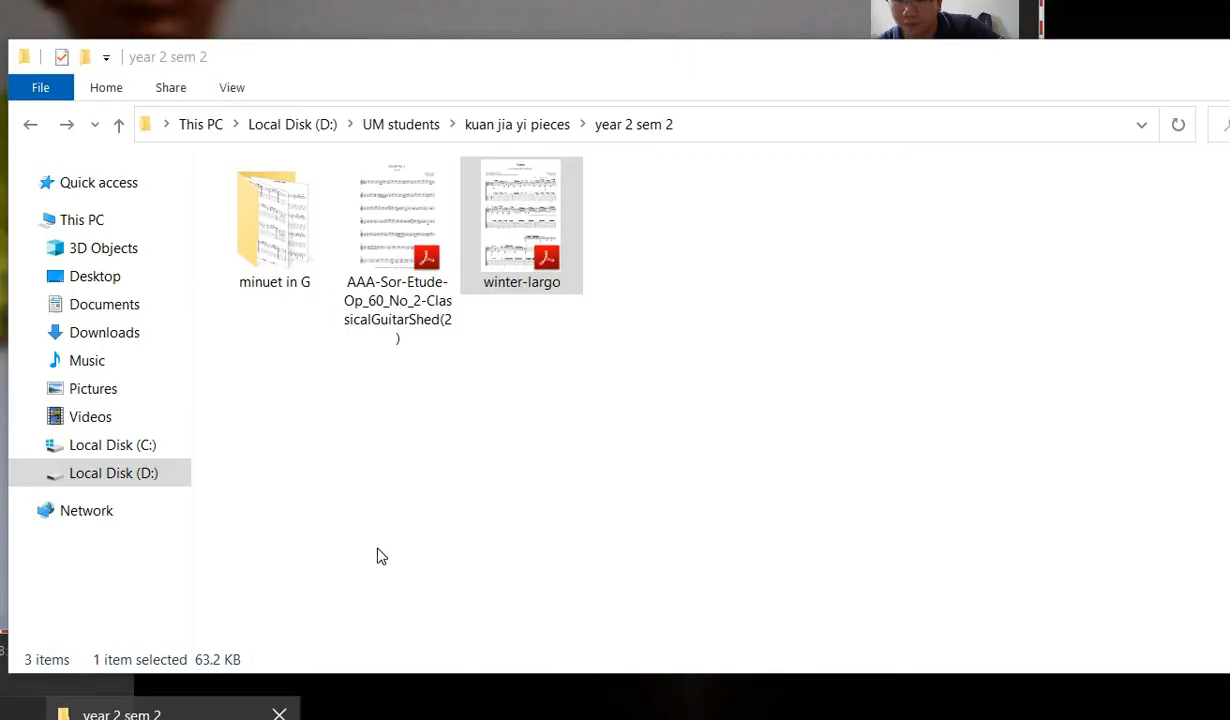 year 2 sem 2
File Home Share View
This PC Local Disk (D:) UM students kuan jia yi pieces year 2 sem 2
Quick access
This PC
3D Objects
Desktop
Documents
Downloads
Music
Pictures
Videos
Local Disk (C:)
Local Disk (D:)
Network
minuet in G
AAA-Sor-Etude-
Op_60_No_2-Clas
sicalGuitarShed(2
)
winter-largo
3 items 1 item selected 63.2 KB
year 2 sem 2